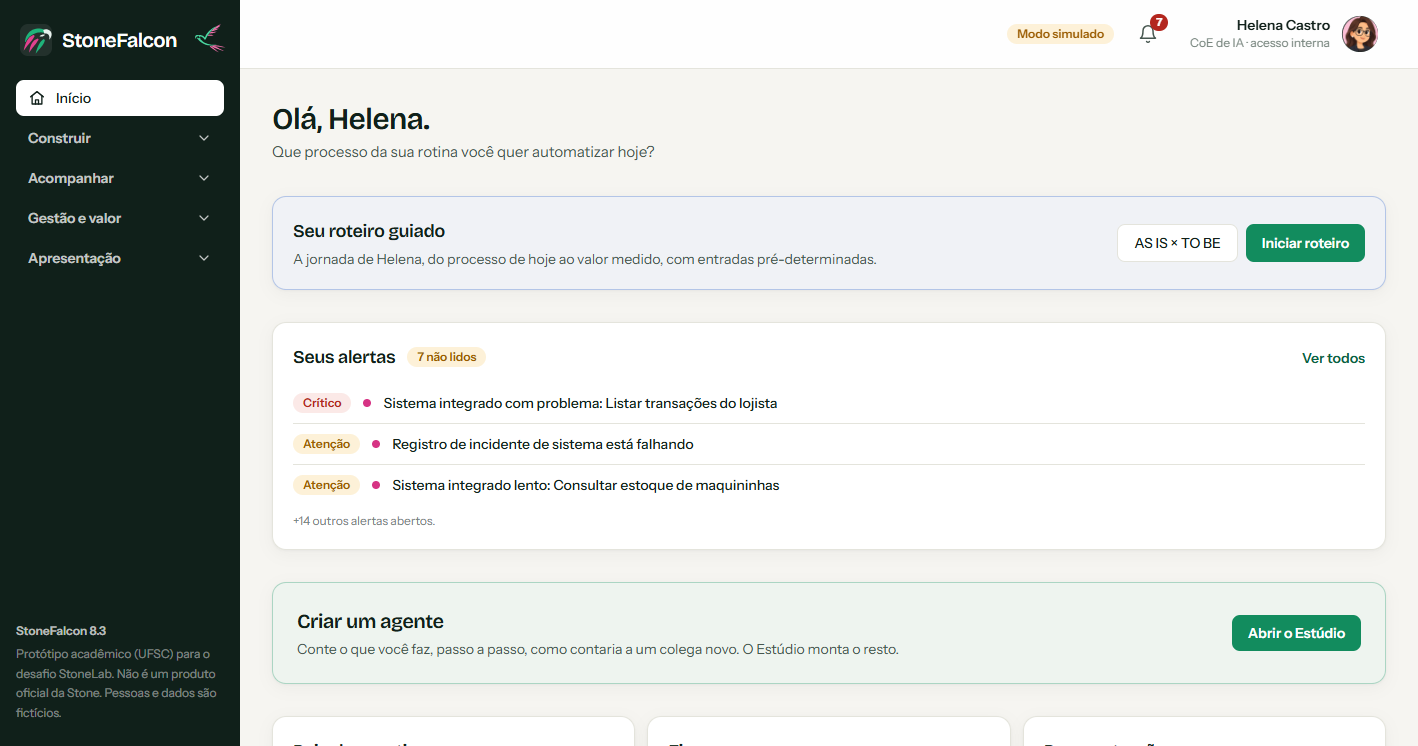 StoneFalcon
Modo simulado
7
Helena Castro
CoE de IA · acesso interna
Início
Construir
Acompanhar
Gestão e valor
Apresentação
StoneFalcon 8.3
Protótipo acadêmico (UFSC) para o
desafio StoneLab. Não é um produto
oficial da Stone. Pessoas e dados são
fictícios.
Olá, Helena.
Que processo da sua rotina você quer automatizar hoje?
Seu roteiro guiado
A jornada de Helena, do processo de hoje ao valor medido, com entradas pré-determinadas.
AS IS × TO BE
Iniciar roteiro
Seus alertas
7 não lidos
Ver todos
Crítico
Sistema integrado com problema: Listar transações do lojista
Atenção
Registro de incidente de sistema está falhando
Atenção
Sistema integrado lento: Consultar estoque de maquininhas
+14 outros alertas abertos.
Criar um agente
Conte o que você faz, passo a passo, como contaria a um colega novo. O Estúdio monta o resto.
Abrir o Estúdio